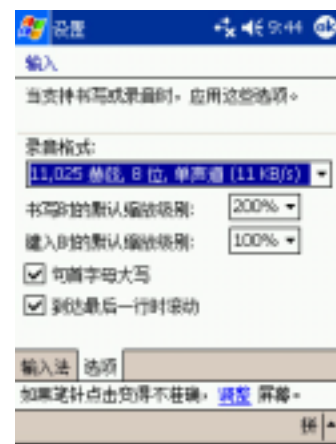 设置 9:44 ok
输入
当支持书写或录音时，应用这些选项。
录音格式:
11,025 赫兹, 8 位, 单声道 (11 KB/s)
书写时的默认缩放级别: 200%
键入时的默认缩放级别: 100%
句首字母大写
到达最后一行时滚动
输入法 选项
如果笔针点击变得不准确，调整 屏幕。
拼